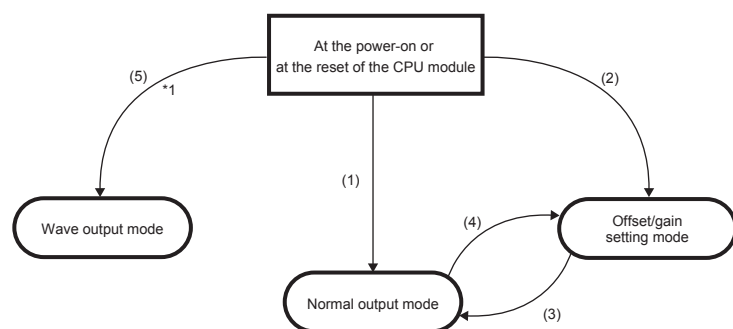 At the power-on or
at the reset of the CPU module
(5)
*1
(2)
(1)
Wave output mode
(4)
Offset/gain
setting mode
Normal output mode
(3)